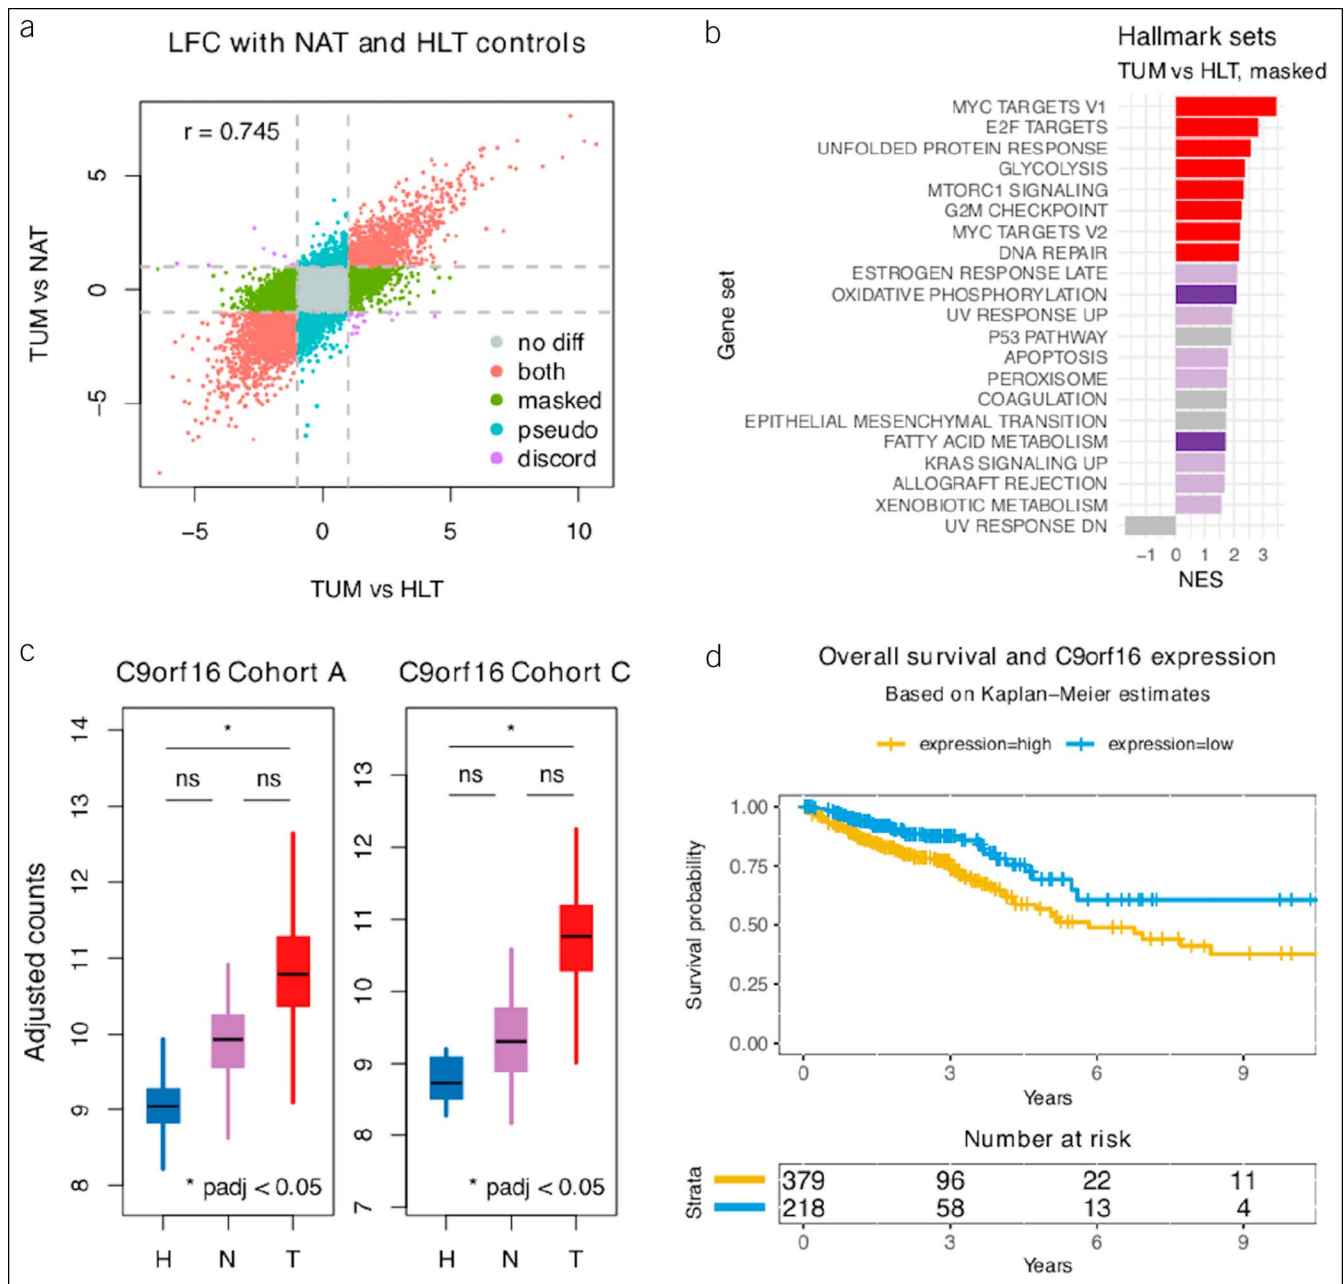 a
LFC with NAT and HLT controls
r = 0.745
TUM vs NAT
5
0
−5
no diff
both
masked
pseudo
discord
−5 0 5 10
TUM vs HLT
b
Hallmark sets
TUM vs HLT, masked
Gene set
MYC TARGETS V1
E2F TARGETS
UNFOLDED PROTEIN RESPONSE
GLYCOLYSIS
MTORC1 SIGNALING
G2M CHECKPOINT
MYC TARGETS V2
DNA REPAIR
ESTROGEN RESPONSE LATE
OXIDATIVE PHOSPHORYLATION
UV RESPONSE UP
P53 PATHWAY
APOPTOSIS
PEROXISOME
COAGULATION
EPITHELIAL MESENCHYMAL TRANSITION
FATTY ACID METABOLISM
KRAS SIGNALING UP
ALLOGRAFT REJECTION
XENOBIOTIC METABOLISM
UV RESPONSE DN
−1 0 1 2 3
NES
c
C9orf16 Cohort A
Adjusted counts
14
13
12
11
10
9
8
*
ns ns
* padj < 0.05
H N T
C9orf16 Cohort C
13
12
11
10
9
8
7
*
ns ns
* padj < 0.05
H N T
d
Overall survival and C9orf16 expression
Based on Kaplan−Meier estimates
expression=high expression=low
Survival probability
1.00
0.75
0.50
0.25
0.00
0 3 6 9
Years
Number at risk
Strata
379 96 22 11
218 58 13 4
0 3 6 9
Years